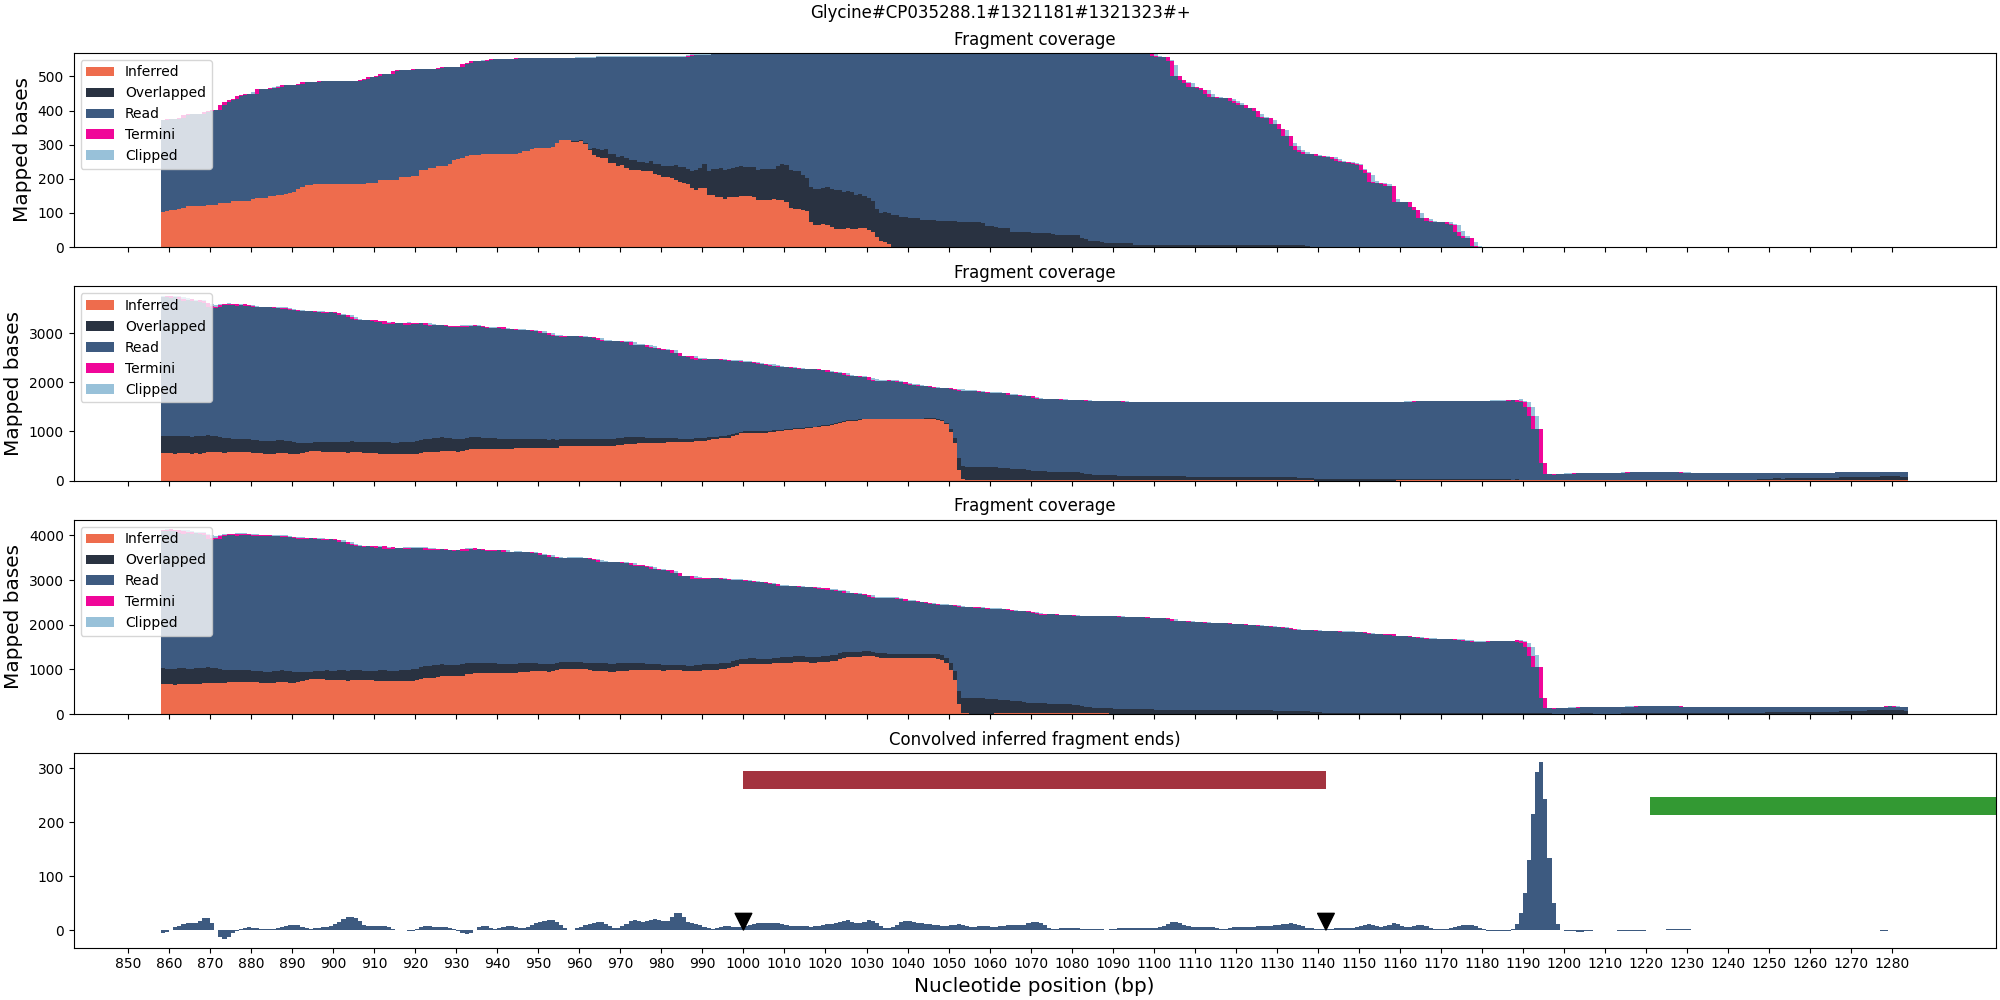 Glycine#CP035288.1#1321181#1321323#+
Fragment coverage
Mapped bases
500
400
300
200
100
0
Inferred
Overlapped
Read
Termini
Clipped
Fragment coverage
Mapped bases
3000
2000
1000
0
Inferred
Overlapped
Read
Termini
Clipped
Fragment coverage
Mapped bases
4000
3000
2000
1000
0
Inferred
Overlapped
Read
Termini
Clipped
Convolved inferred fragment ends)
300
200
100
0
850 860 870 880 890 900 910 920 930 940 950 960 970 980 990 1000 1010 1020 1030 1040 1050 1060 1070 1080 1090 1100 1110 1120 1130 1140 1150 1160 1170 1180 1190 1200 1210 1220 1230 1240 1250 1260 1270 1280
Nucleotide position (bp)